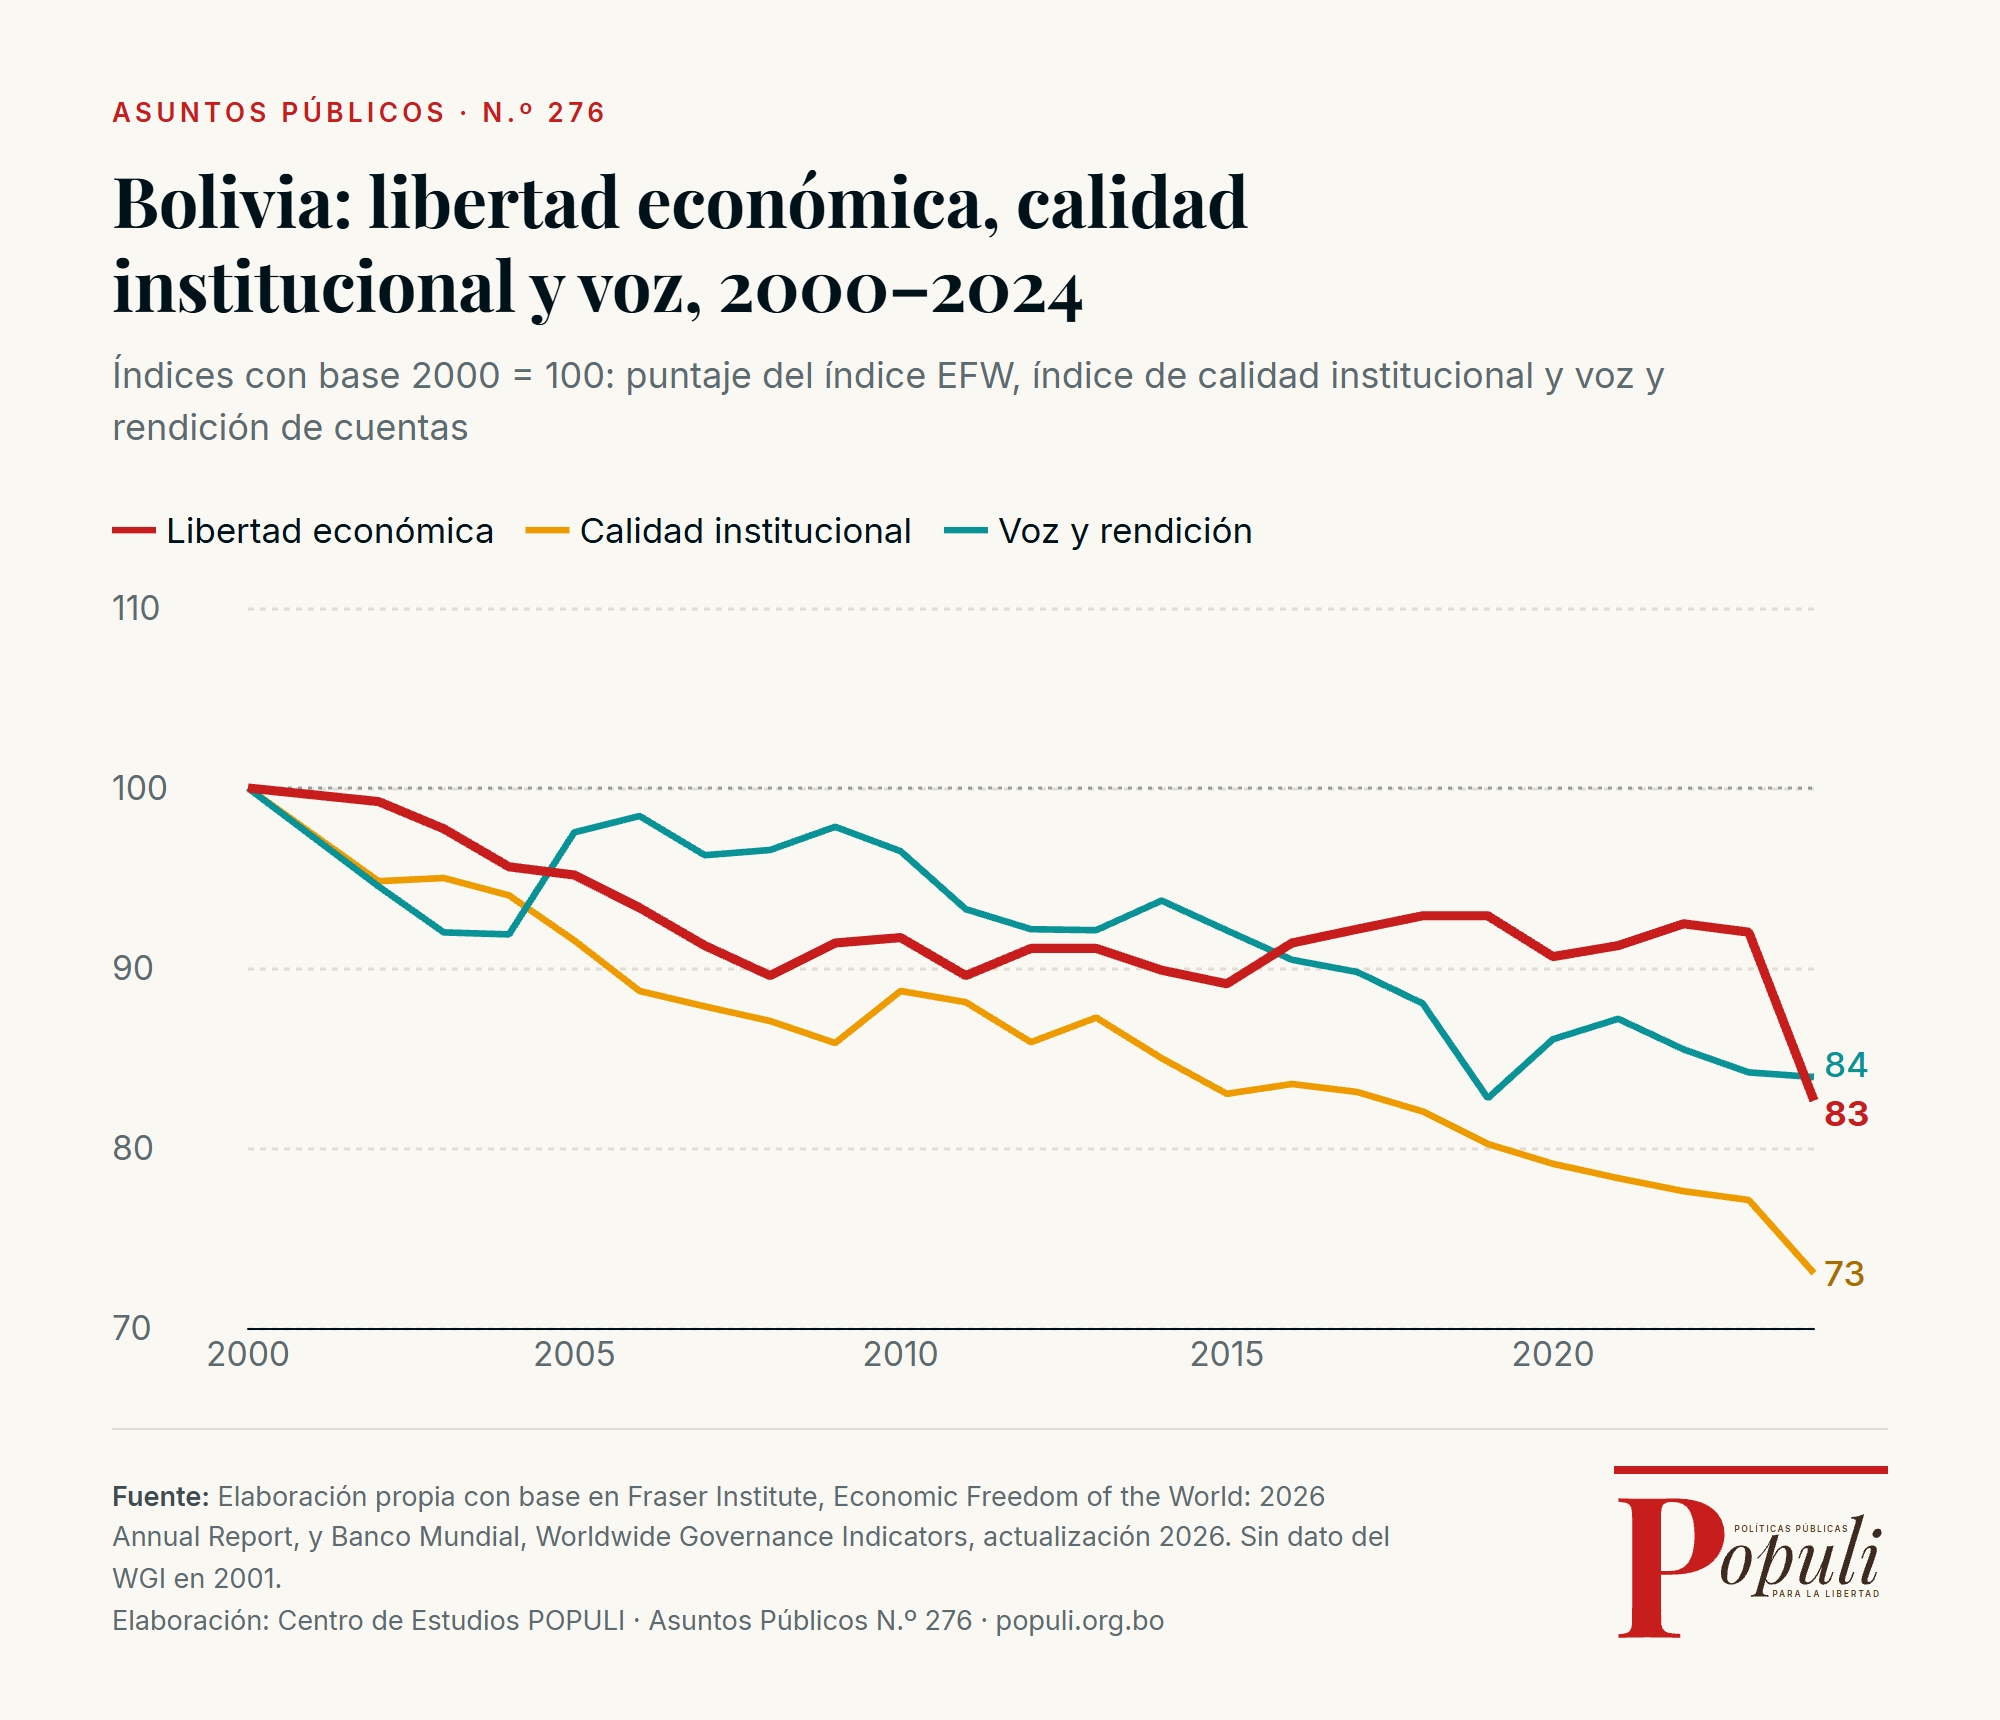 ASUNTOS PÚBLICOS · N.º 276
Bolivia: libertad económica, calidad
institucional y voz, 2000–2024
Índices con base 2000 = 100: puntaje del índice EFW, índice de calidad institucional y voz y
rendición de cuentas
Libertad económica Calidad institucional Voz y rendición
110
100
90
80
70
84
83
73
2000 2005 2010 2015 2020
Fuente: Elaboración propia con base en Fraser Institute, Economic Freedom of the World: 2026
Annual Report, y Banco Mundial, Worldwide Governance Indicators, actualización 2026. Sin dato del
WGI en 2001.
Elaboración: Centro de Estudios POPULI · Asuntos Públicos N.º 276 · populi.org.bo
POLÍTICAS PÚBLICAS
Populi
PARA LA LIBERTAD